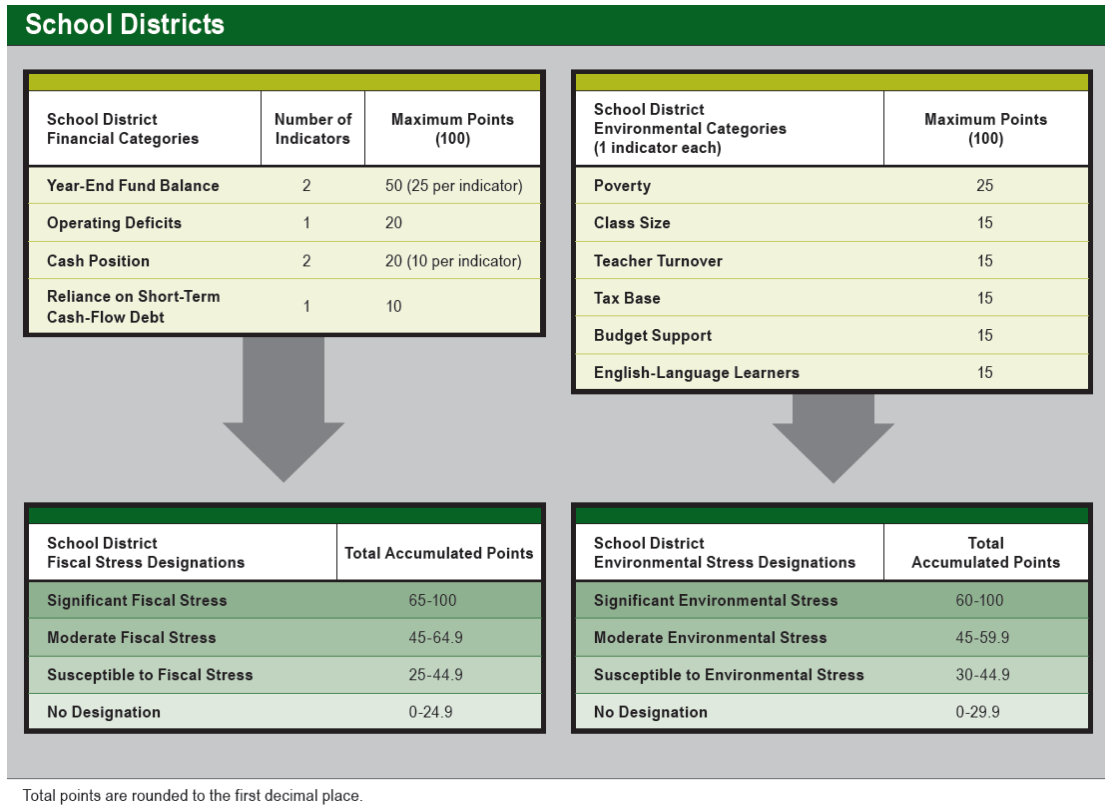 School Districts
School District
Financial Categories
Number of
Indicators
Maximum Points
(100)
Year-End Fund Balance 2 50 (25 per indicator)
Operating Deficits 1 20
Cash Position 2 20 (10 per indicator)
Reliance on Short-Term
Cash-Flow Debt
1 10
School District
Environmental Categories
(1 indicator each)
Maximum Points
(100)
Poverty 25
Class Size 15
Teacher Turnover 15
Tax Base 15
Budget Support 15
English-Language Learners 15
School District
Fiscal Stress Designations
Total Accumulated Points
Significant Fiscal Stress 65-100
Moderate Fiscal Stress 45-64.9
Susceptible to Fiscal Stress 25-44.9
No Designation 0-24.9
School District
Environmental Stress Designations
Total
Accumulated Points
Significant Environmental Stress 60-100
Moderate Environmental Stress 45-59.9
Susceptible to Environmental Stress 30-44.9
No Designation 0-29.9
Total points are rounded to the first decimal place.